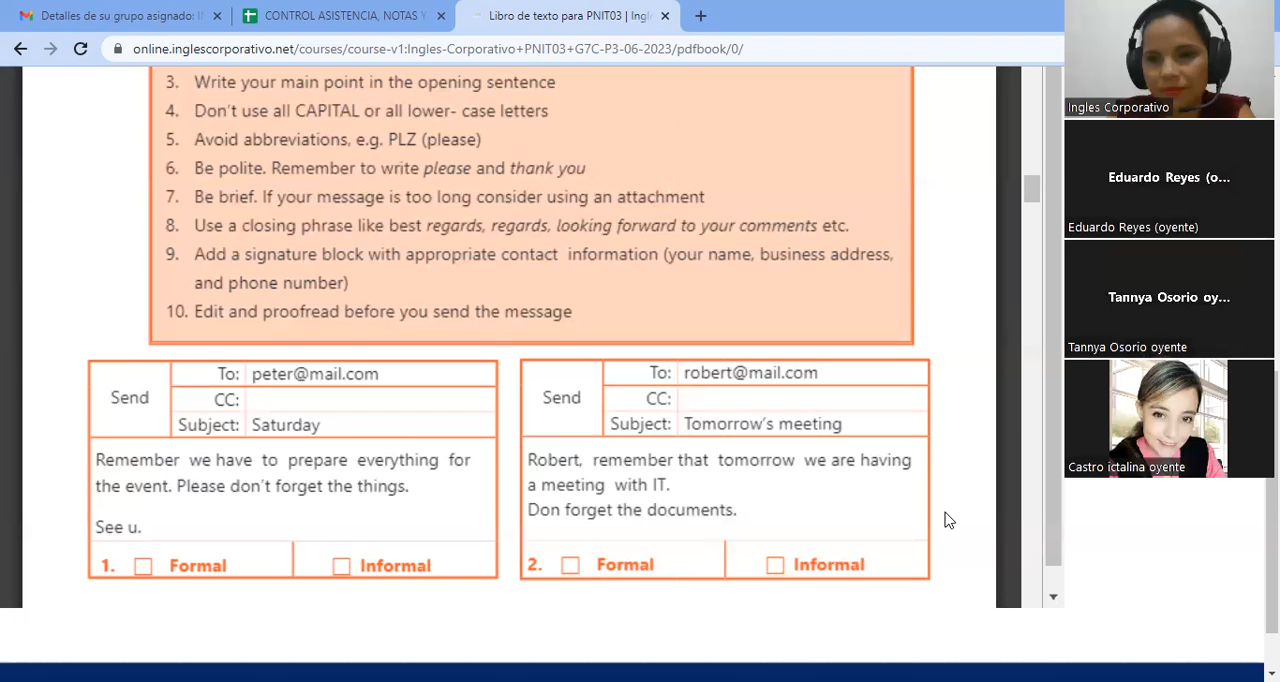 Detalles de su grupo asignado: I
CONTROL ASISTENCIA, NOTAS Y
Libro de texto para PNIT03 | Ingl
online.inglescorporativo.net/courses/course-v1:Ingles-Corporativo+PNIT03+G7C-P3-06-2023/pdfbook/0/
3. Write your main point in the opening sentence
4. Don't use all CAPITAL or all lower- case letters
5. Avoid abbreviations, e.g. PLZ (please)
6. Be polite. Remember to write please and thank you
7. Be brief. If your message is too long consider using an attachment
8. Use a closing phrase like best regards, regards, looking forward to your comments etc.
9. Add a signature block with appropriate contact information (your name, business address,
and phone number)
10. Edit and proofread before you send the message
Send
To: peter@mail.com
CC:
Subject: Saturday
Remember we have to prepare everything for
the event. Please don't forget the things.
See u.
1. Formal
Informal
Send
To: robert@mail.com
CC:
Subject: Tomorrow's meeting
Robert, remember that tomorrow we are having
a meeting with IT.
Don forget the documents.
2. Formal
Informal
Ingles Corporativo
Eduardo Reyes (o...
Eduardo Reyes (oyente)
Tannya Osorio oy...
Tannya Osorio oyente
Castro ictalina oyente